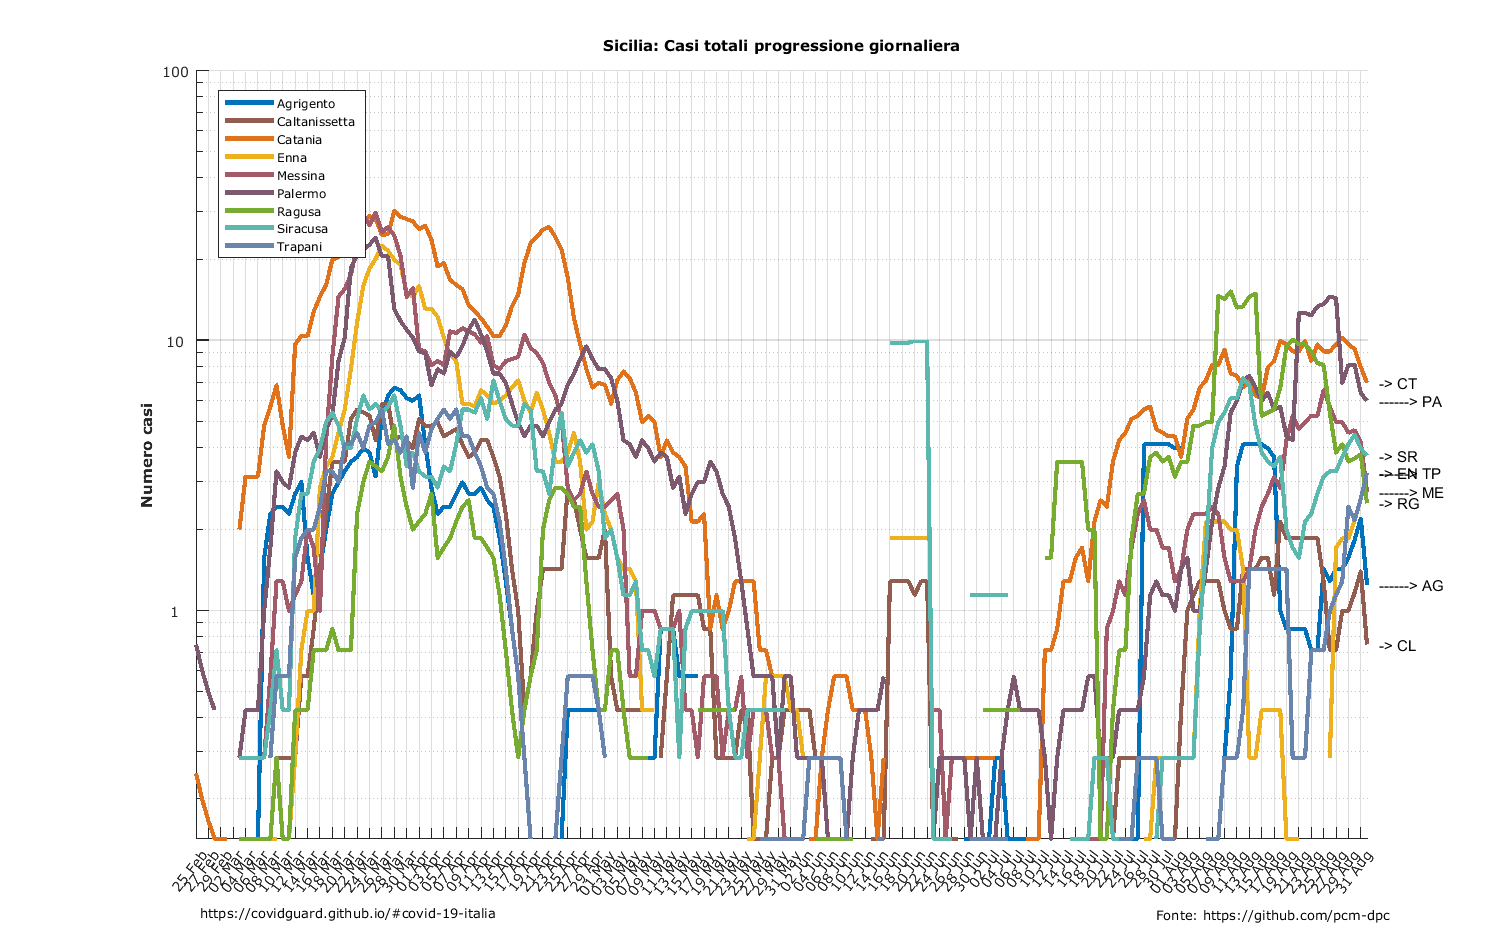 Sicilia: Casi totali progressione giornaliera
Numero casi
100
10
1
Agrigento
Caltanissetta
Catania
Enna
Messina
Palermo
Ragusa
Siracusa
Trapani
-> CT
------> PA
-> SR
-> EN
------> TP
------> ME
-> RG
------> AG
-> CL
25 Feb
27 Feb
29 Feb
02 Mar
04 Mar
06 Mar
08 Mar
10 Mar
12 Mar
14 Mar
16 Mar
18 Mar
20 Mar
22 Mar
24 Mar
26 Mar
28 Mar
30 Mar
01 Apr
03 Apr
05 Apr
07 Apr
09 Apr
11 Apr
13 Apr
15 Apr
17 Apr
19 Apr
21 Apr
23 Apr
25 Apr
27 Apr
29 Apr
01 May
03 May
05 May
07 May
09 May
11 May
13 May
15 May
17 May
19 May
21 May
23 May
25 May
27 May
29 May
31 May
02 Jun
04 Jun
06 Jun
08 Jun
10 Jun
12 Jun
14 Jun
16 Jun
18 Jun
20 Jun
22 Jun
24 Jun
26 Jun
28 Jun
30 Jun
02 Jul
04 Jul
06 Jul
08 Jul
10 Jul
12 Jul
14 Jul
16 Jul
18 Jul
20 Jul
22 Jul
24 Jul
26 Jul
28 Jul
30 Jul
01 Aug
03 Aug
05 Aug
07 Aug
09 Aug
11 Aug
13 Aug
15 Aug
17 Aug
19 Aug
21 Aug
23 Aug
25 Aug
27 Aug
29 Aug
31 Aug
https://covidguard.github.io/#covid-19-italia
Fonte: https://github.com/pcm-dpc